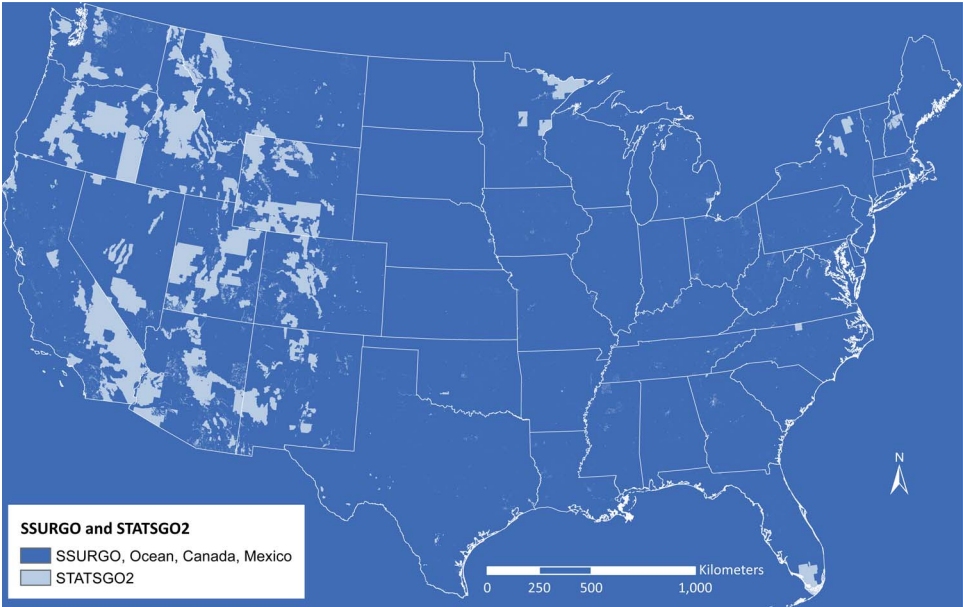 N
SSURGO and STATSGO2
SSURGO, Ocean, Canada, Mexico
STATSGO2
Kilometers
0 250 500 1,000